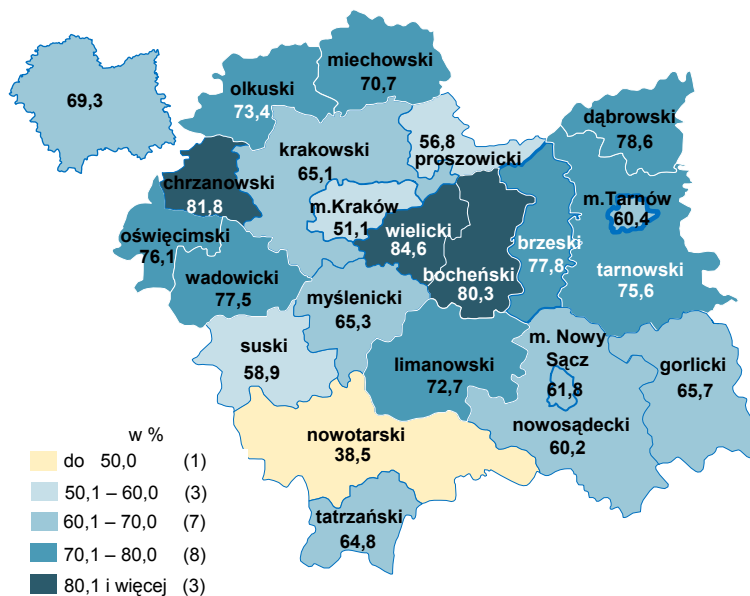 miechowski
70,7
olkuski
73,4
69,3
dąbrowski
78,6
56,8
proszowicki
krakowski
65,1
chrzanowski
81,8
m.Tarnów
60,4
m.Kraków
51,1
wielicki
84,6
oświęcimski
76,1
brzeski
77,8
bocheński
80,3
tarnowski
75,6
wadowicki
77,5
myślenicki
65,3
m. Nowy
Sącz
61,8
suski
58,9
limanowski
72,7
gorlicki
65,7
nowosądecki
60,2
nowotarski
38,5
tatrzański
64,8
w %
do 50,0 (1)
50,1 – 60,0 (3)
60,1 – 70,0 (7)
70,1 – 80,0 (8)
80,1 i więcej (3)